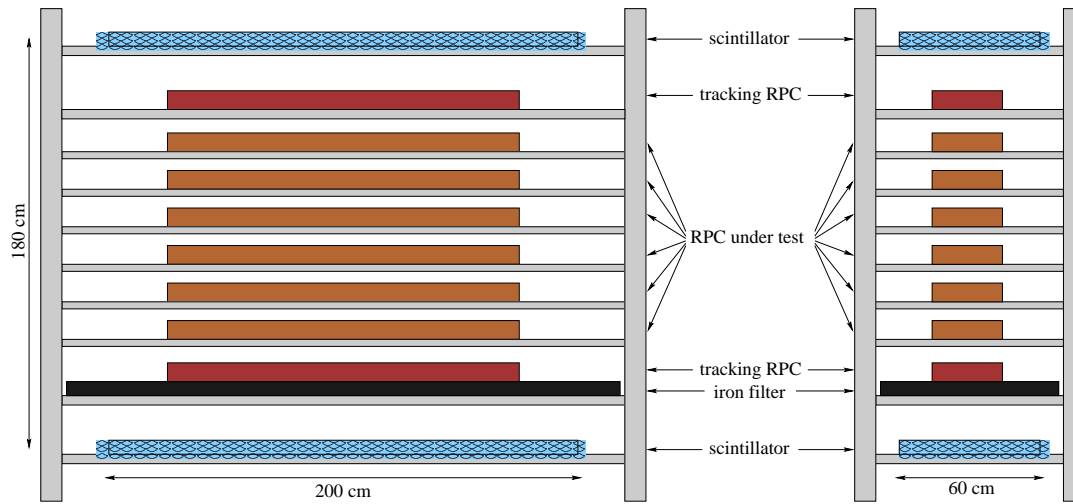 scintillator
tracking RPC
180 cm
RPC under test
tracking RPC
iron filter
scintillator
200 cm
60 cm